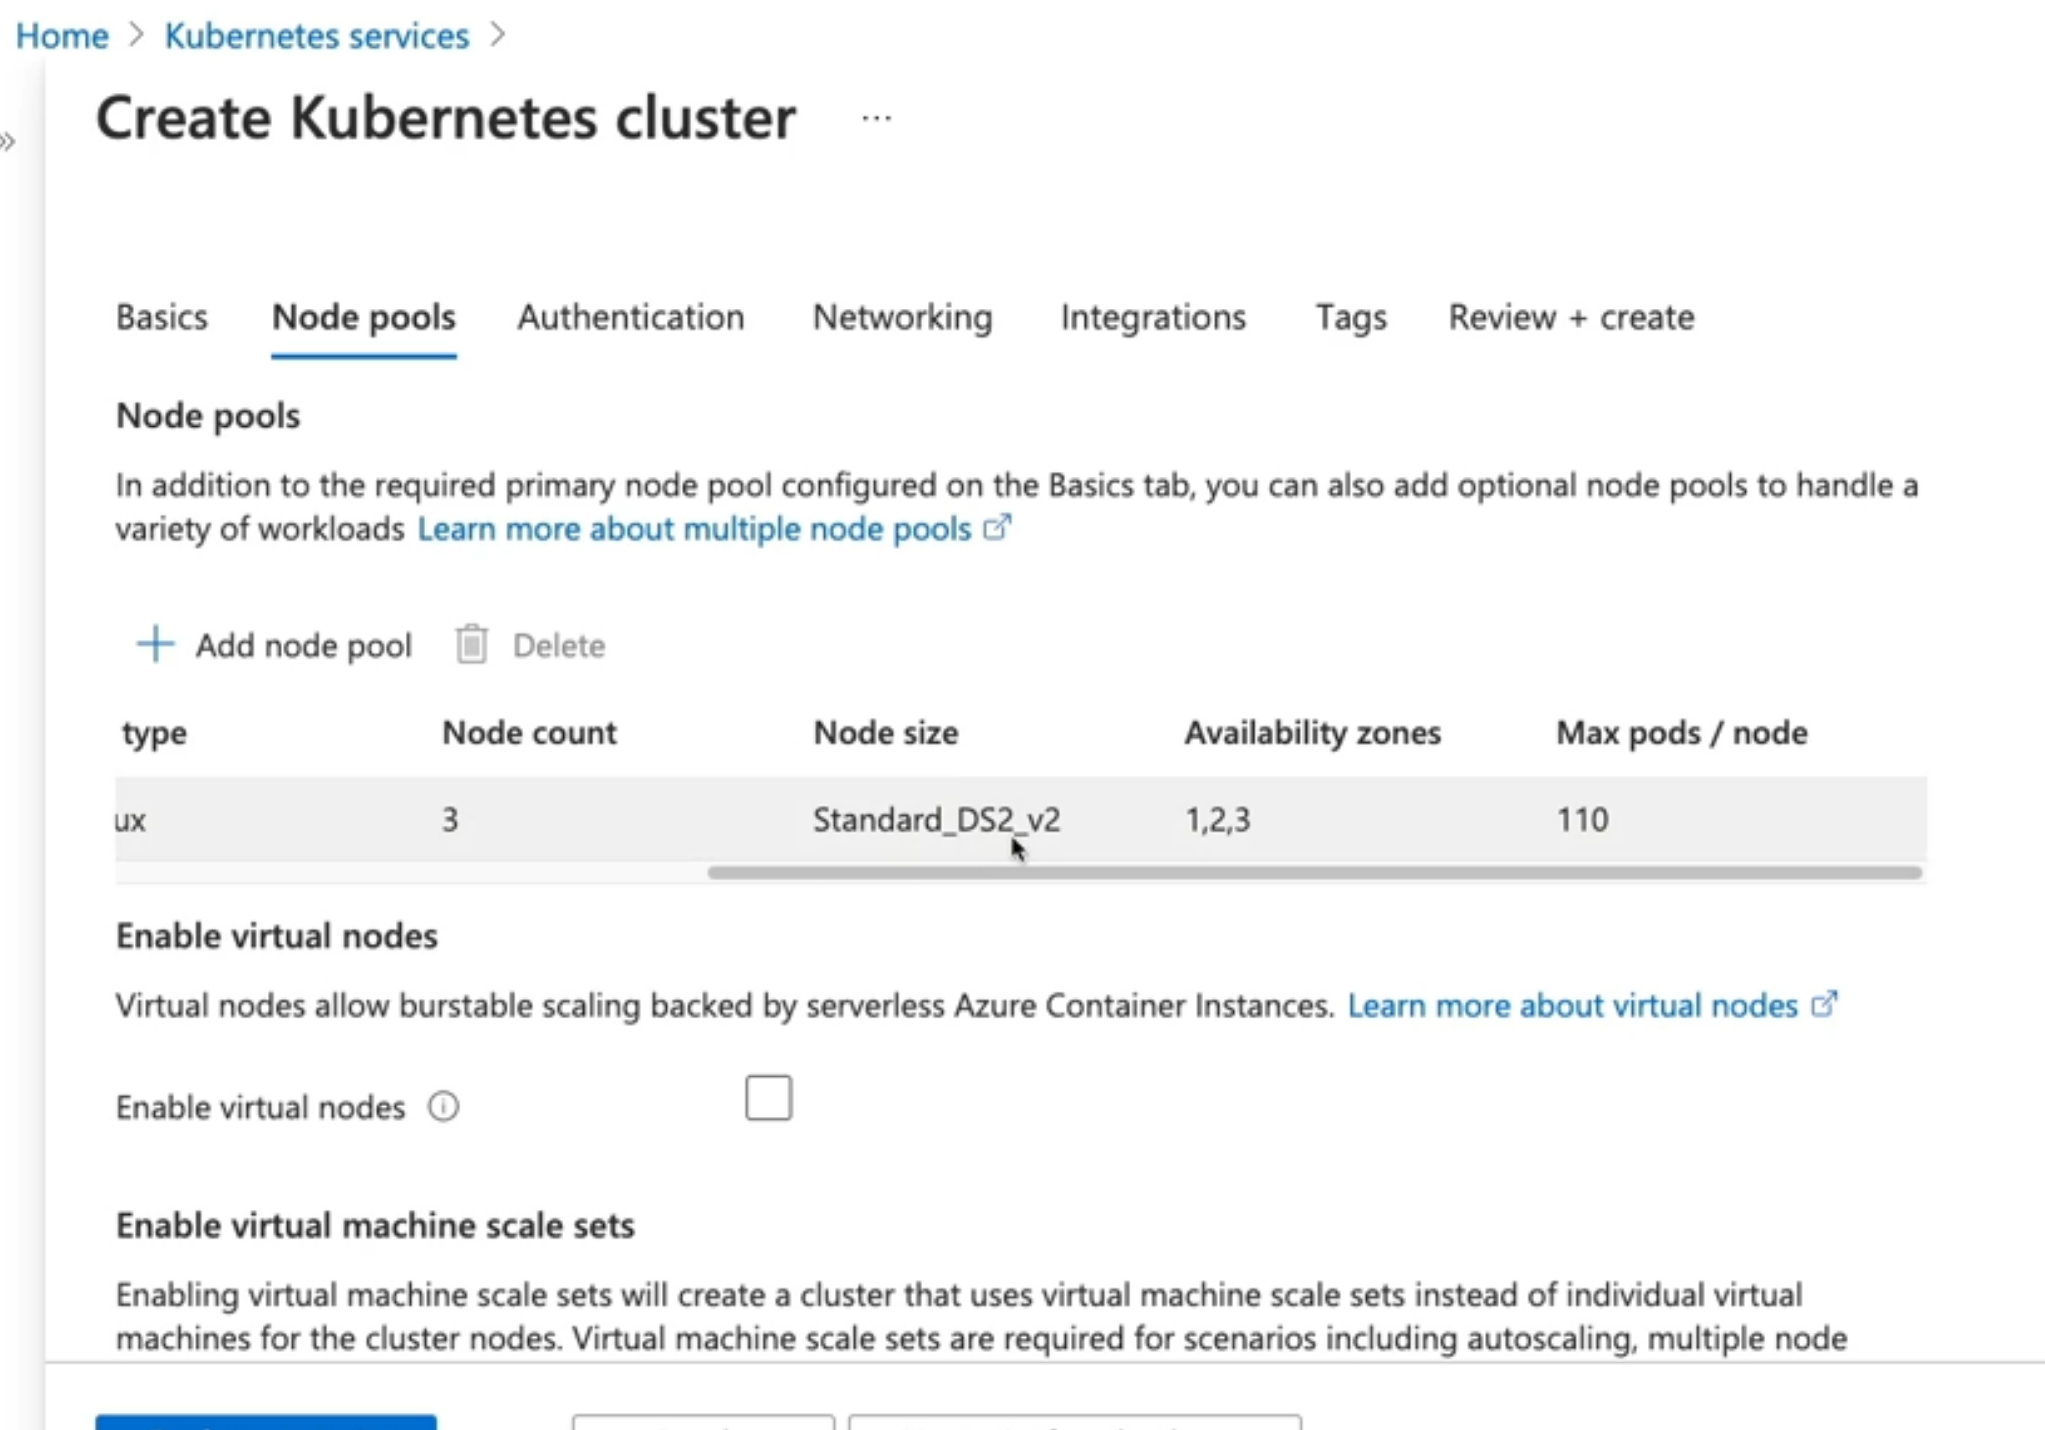 Home > Kubernetes services >
Create Kubernetes cluster ...
Basics Node pools Authentication Networking Integrations Tags Review + create
Node pools
In addition to the required primary node pool configured on the Basics tab, you can also add optional node pools to handle a
variety of workloads Learn more about multiple node pools
+ Add node pool Delete
type Node count Node size Availability zones Max pods / node
ux 3 Standard_DS2_v2 1,2,3 110
Enable virtual nodes
Virtual nodes allow burstable scaling backed by serverless Azure Container Instances. Learn more about virtual nodes
Enable virtual nodes
Enable virtual machine scale sets
Enabling virtual machine scale sets will create a cluster that uses virtual machine scale sets instead of individual virtual
machines for the cluster nodes. Virtual machine scale sets are required for scenarios including autoscaling, multiple node